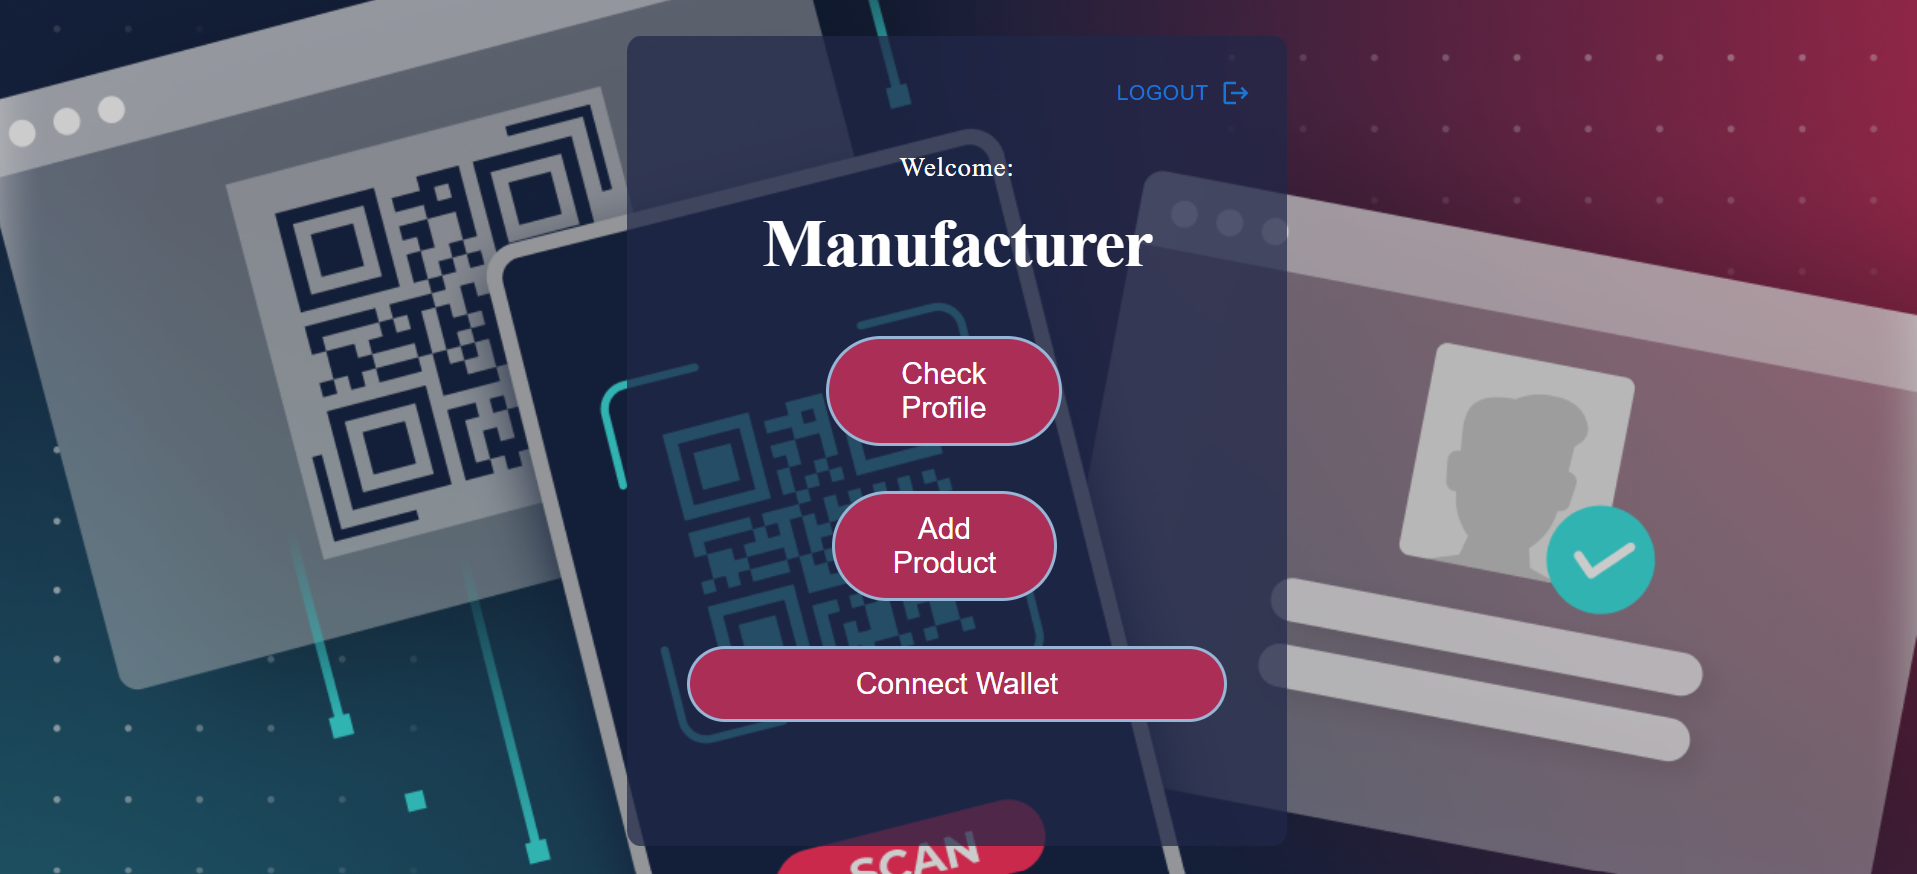 LOGOUT
Welcome:
Manufacturer
Check
Profile
Add
Product
Connect Wallet
SCAN